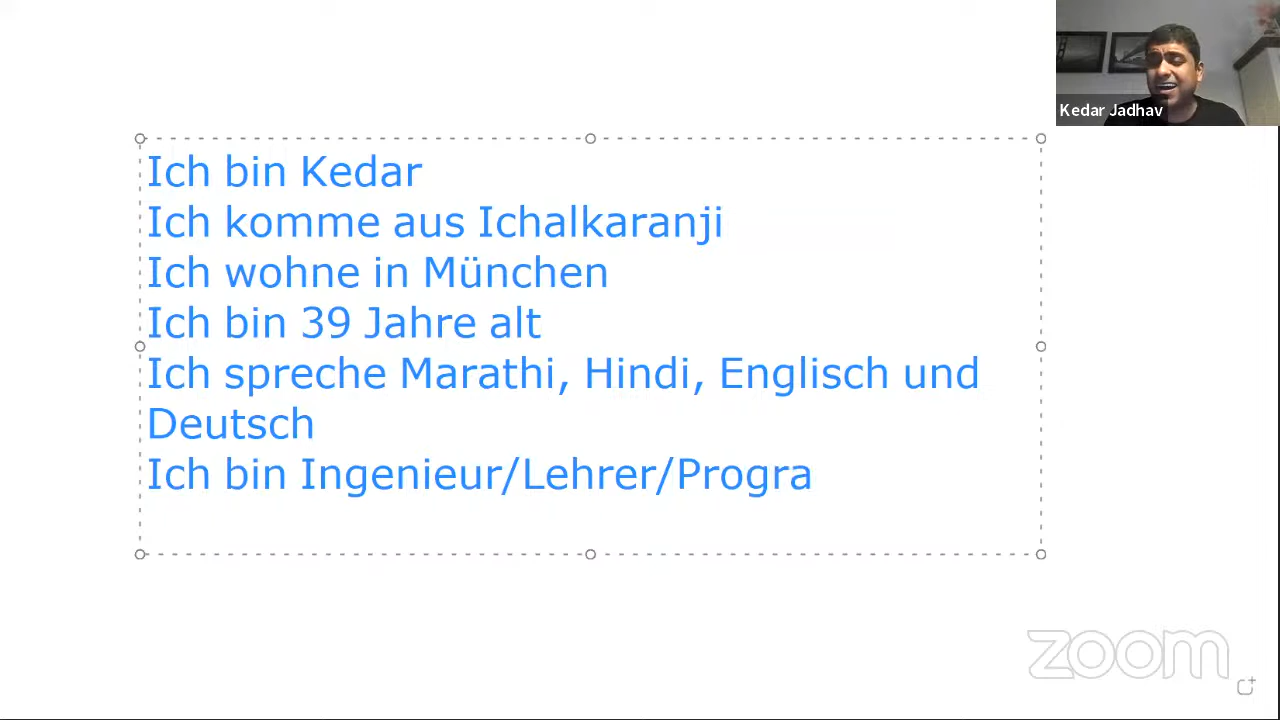 Kedar Jadhav
Ich bin Kedar
Ich komme aus Ichalkaranji
Ich wohne in München
Ich bin 39 Jahre alt
Ich spreche Marathi, Hindi, Englisch und
Deutsch
Ich bin Ingenieur/Lehrer/Progra
zoom